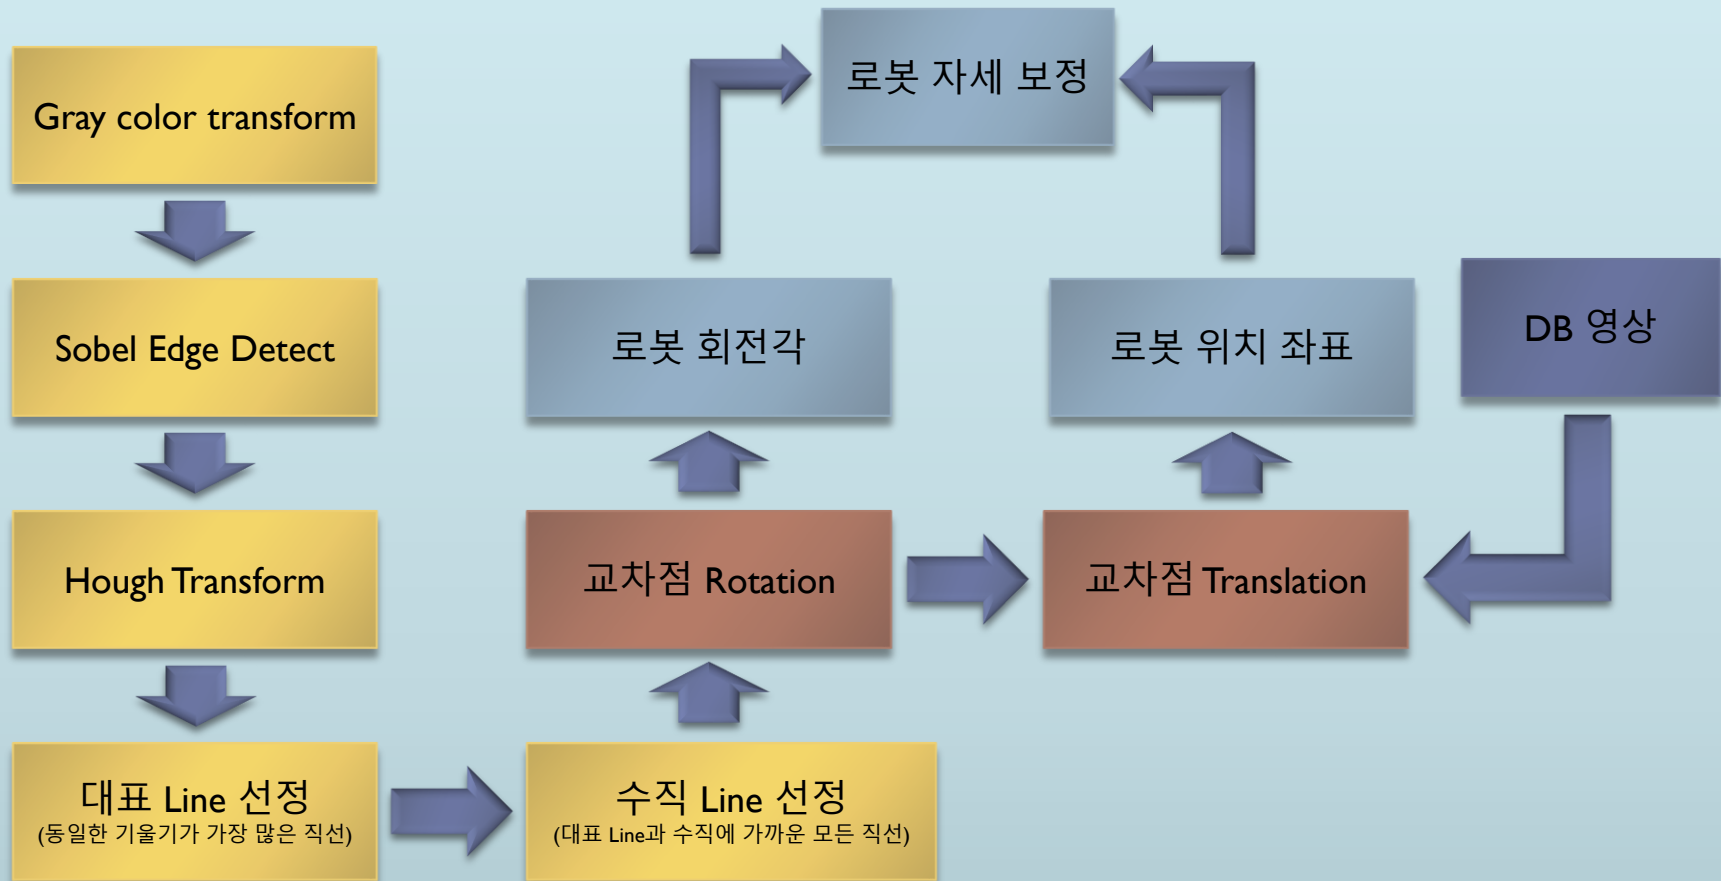 Gray color transform
Sobel Edge Detect
Hough Transform
대표 Line 선정
(동일한 기울기가 가장 많은 직선)
수직 Line 선정
(대표 Line과 수직에 가까운 모든 직선)
교차점 Rotation
교차점 Translation
로봇 회전각
로봇 위치 좌표
DB 영상
로봇 자세 보정